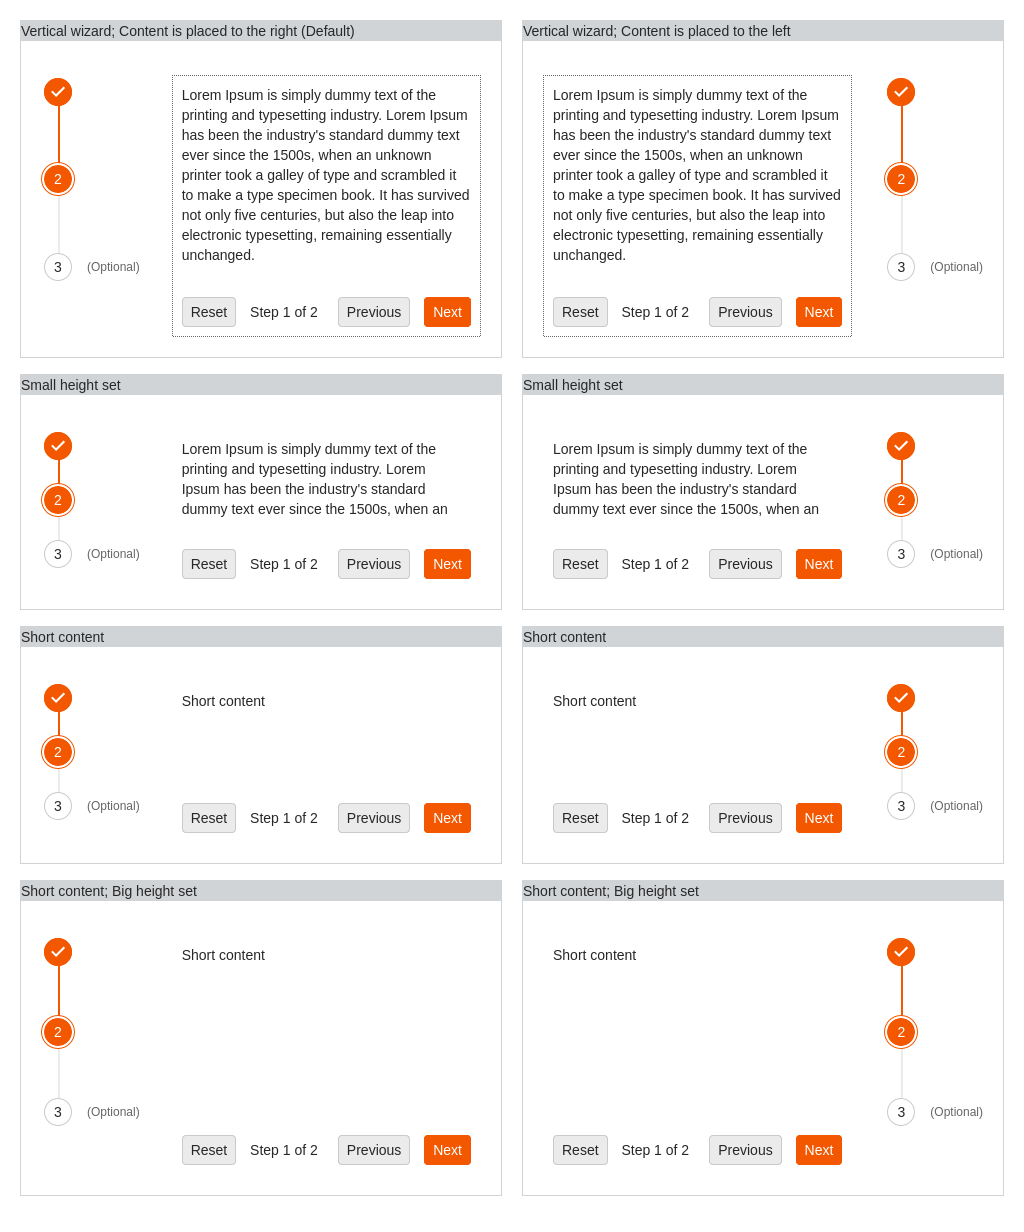 Vertical wizard; Content is placed to the right (Default)
2
3
(Optional)
Lorem Ipsum is simply dummy text of the
printing and typesetting industry. Lorem Ipsum
has been the industry's standard dummy text
ever since the 1500s, when an unknown
printer took a galley of type and scrambled it
to make a type specimen book. It has survived
not only five centuries, but also the leap into
electronic typesetting, remaining essentially
unchanged.
Reset Step 1 of 2 Previous Next
Vertical wizard; Content is placed to the left
Lorem Ipsum is simply dummy text of the
printing and typesetting industry. Lorem Ipsum
has been the industry's standard dummy text
ever since the 1500s, when an unknown
printer took a galley of type and scrambled it
to make a type specimen book. It has survived
not only five centuries, but also the leap into
electronic typesetting, remaining essentially
unchanged.
Reset Step 1 of 2 Previous Next
2
3
(Optional)
Small height set
2
3
(Optional)
Lorem Ipsum is simply dummy text of the
printing and typesetting industry. Lorem
Ipsum has been the industry's standard
dummy text ever since the 1500s, when an
Reset Step 1 of 2 Previous Next
Small height set
Lorem Ipsum is simply dummy text of the
printing and typesetting industry. Lorem
Ipsum has been the industry's standard
dummy text ever since the 1500s, when an
Reset Step 1 of 2 Previous Next
2
3
(Optional)
Short content
2
3
(Optional)
Short content
Reset Step 1 of 2 Previous Next
Short content
Short content
Reset Step 1 of 2 Previous Next
2
3
(Optional)
Short content; Big height set
2
3
(Optional)
Short content
Reset Step 1 of 2 Previous Next
Short content; Big height set
Short content
Reset Step 1 of 2 Previous Next
2
3
(Optional)